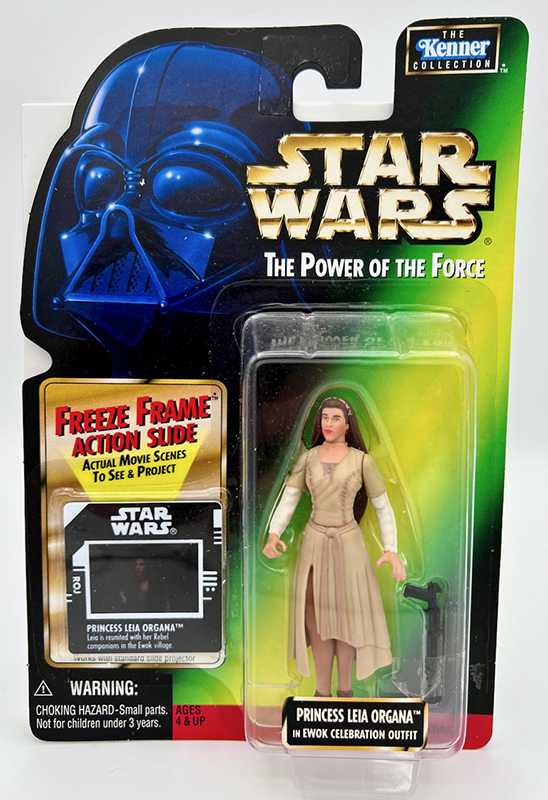 THE
Kenner
COLLECTION
™
STAR
WARS
®
THE POWER OF THE FORCE
FREEZE FRAME™
ACTION SLIDE
ACTUAL MOVIE SCENES
TO SEE & PROJECT
STAR
WARS®
ROJ
PRINCESS LEIA ORGANA™
Leia is reunited with her Rebel
companions in the Ewok village.
Works with standard slide projector
⚠ WARNING:
CHOKING HAZARD-Small parts.
Not for children under 3 years.
AGES
4 & UP
PRINCESS LEIA ORGANA™
IN EWOK CELEBRATION OUTFIT